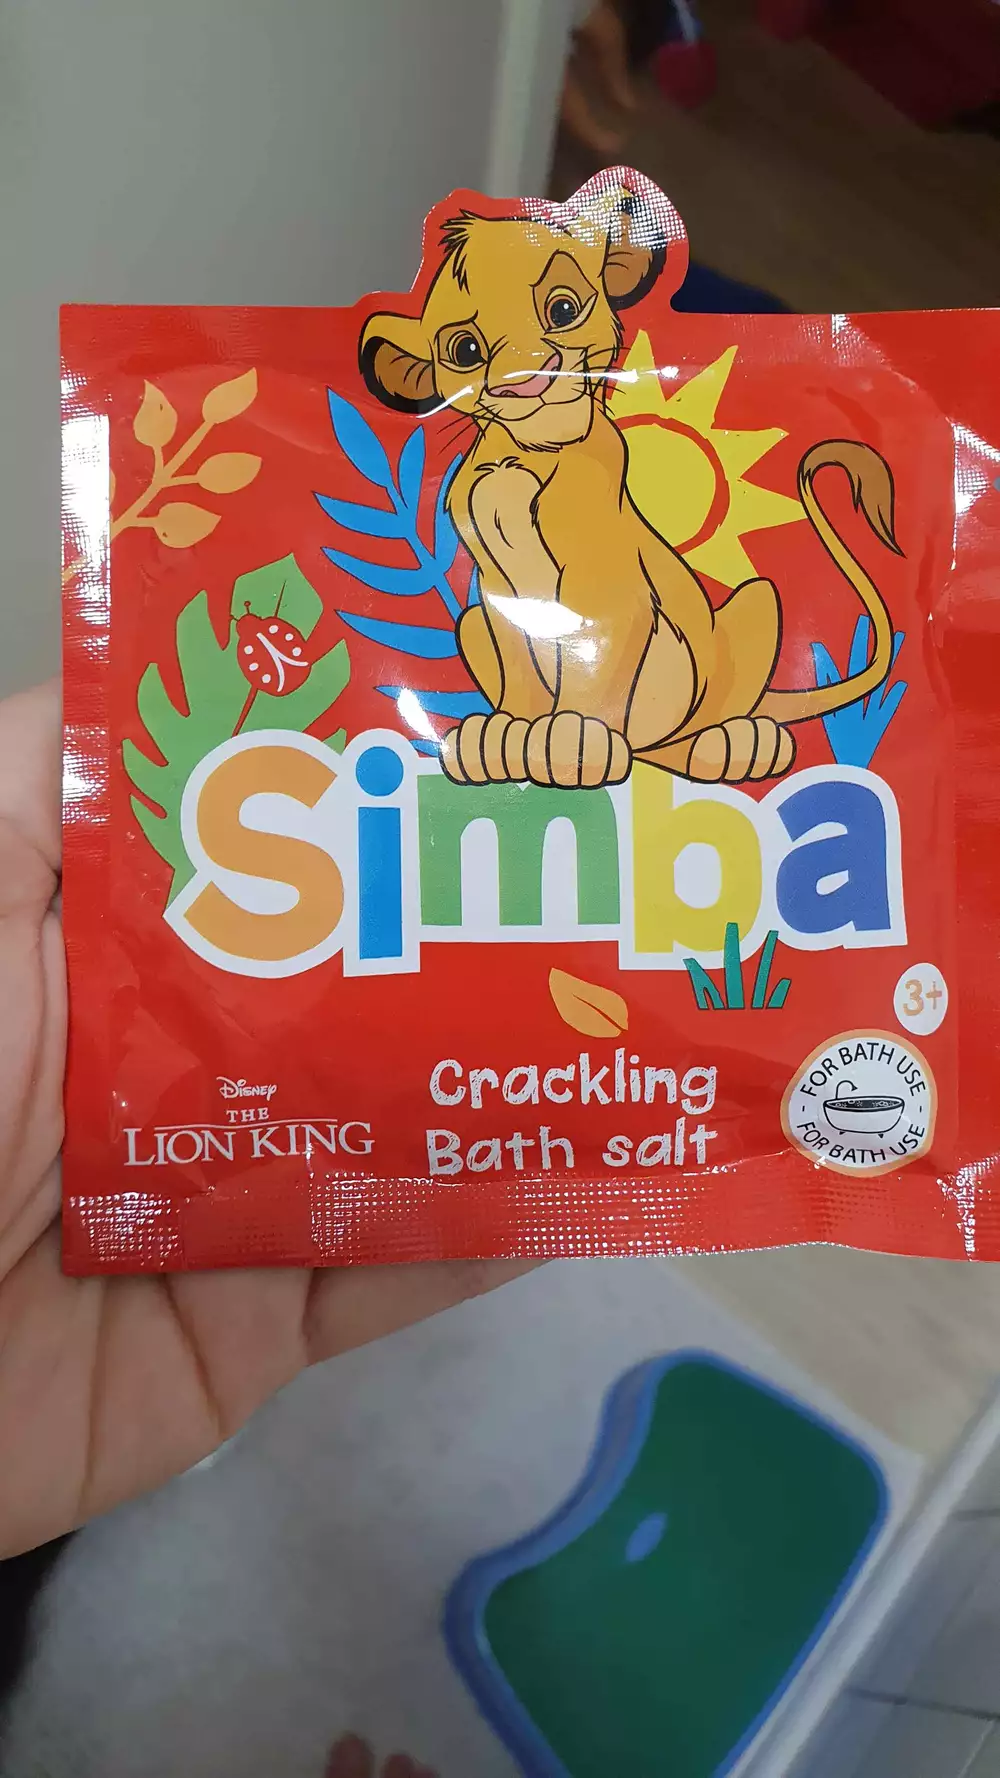 Simba
3+
Crackling
Bath salt
Disney
THE
LION KING
FOR BATH USE -
FOR BATH USE -